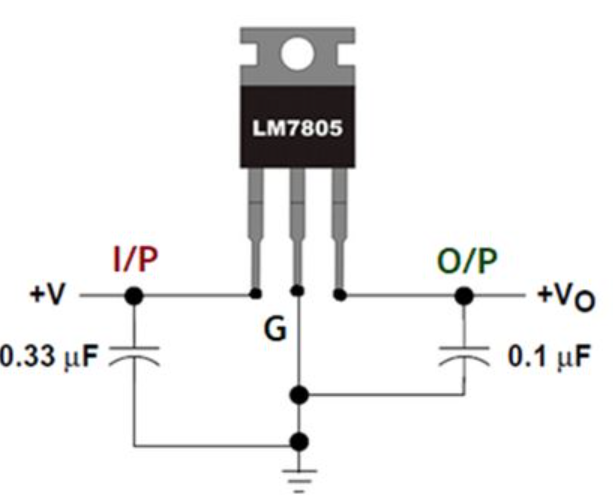 LM7805
I/P
O/P
+V
+VO
G
0.33 μF
0.1 μF